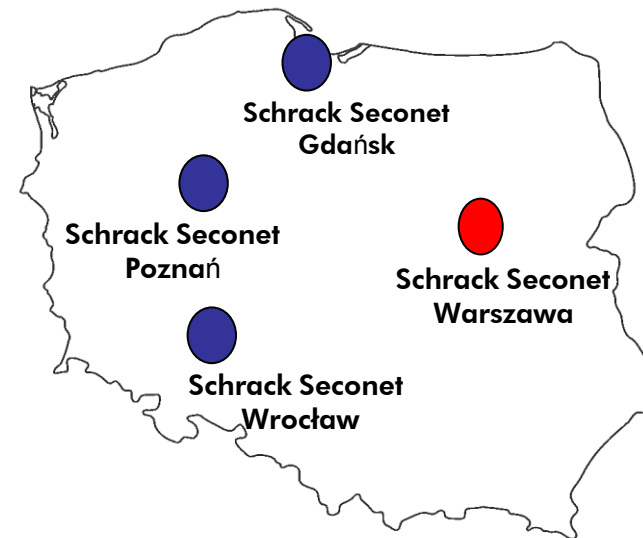 Schrack Seconet
Gdańsk
Schrack Seconet
Poznań
Schrack Seconet
Warszawa
Schrack Seconet
Wrocław